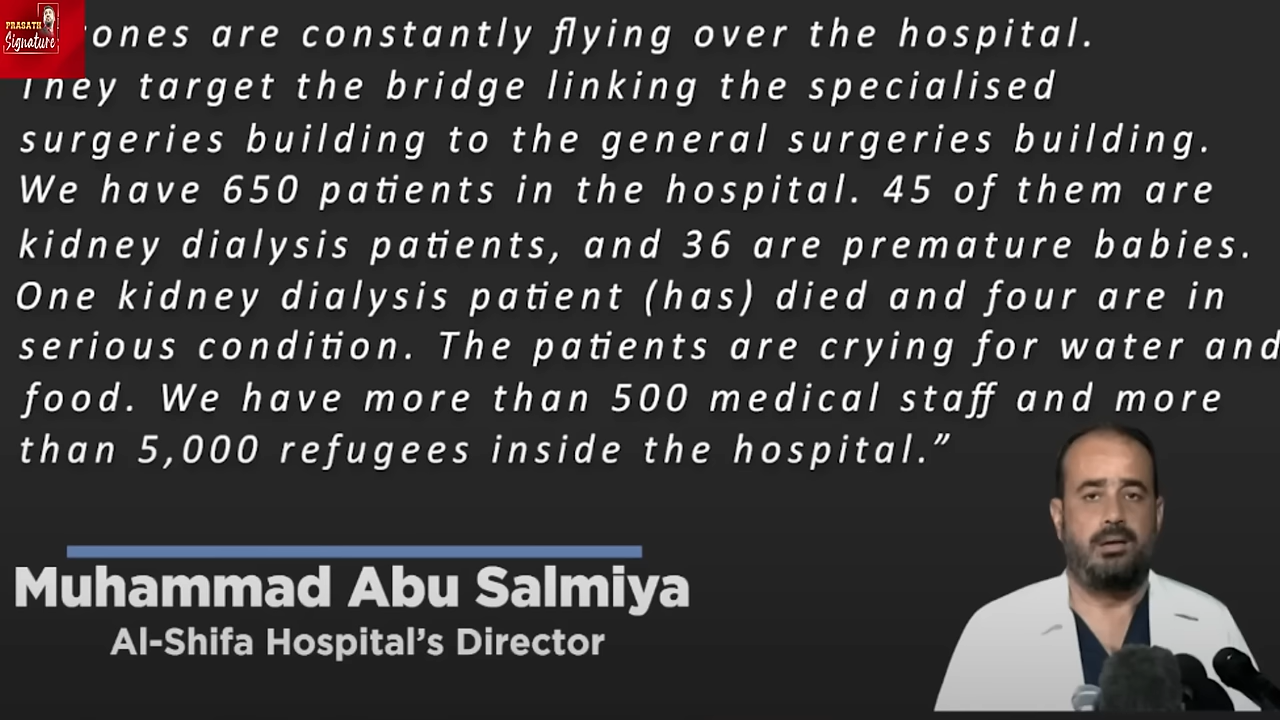 PRASATH
Signature
ones are constantly flying over the hospital.
They target the bridge linking the specialised
surgeries building to the general surgeries building.
We have 650 patients in the hospital. 45 of them are
kidney dialysis patients, and 36 are premature babies.
One kidney dialysis patient (has) died and four are in
serious condition. The patients are crying for water and
food. We have more than 500 medical staff and more
than 5,000 refugees inside the hospital.”
Muhammad Abu Salmiya
Al-Shifa Hospital’s Director